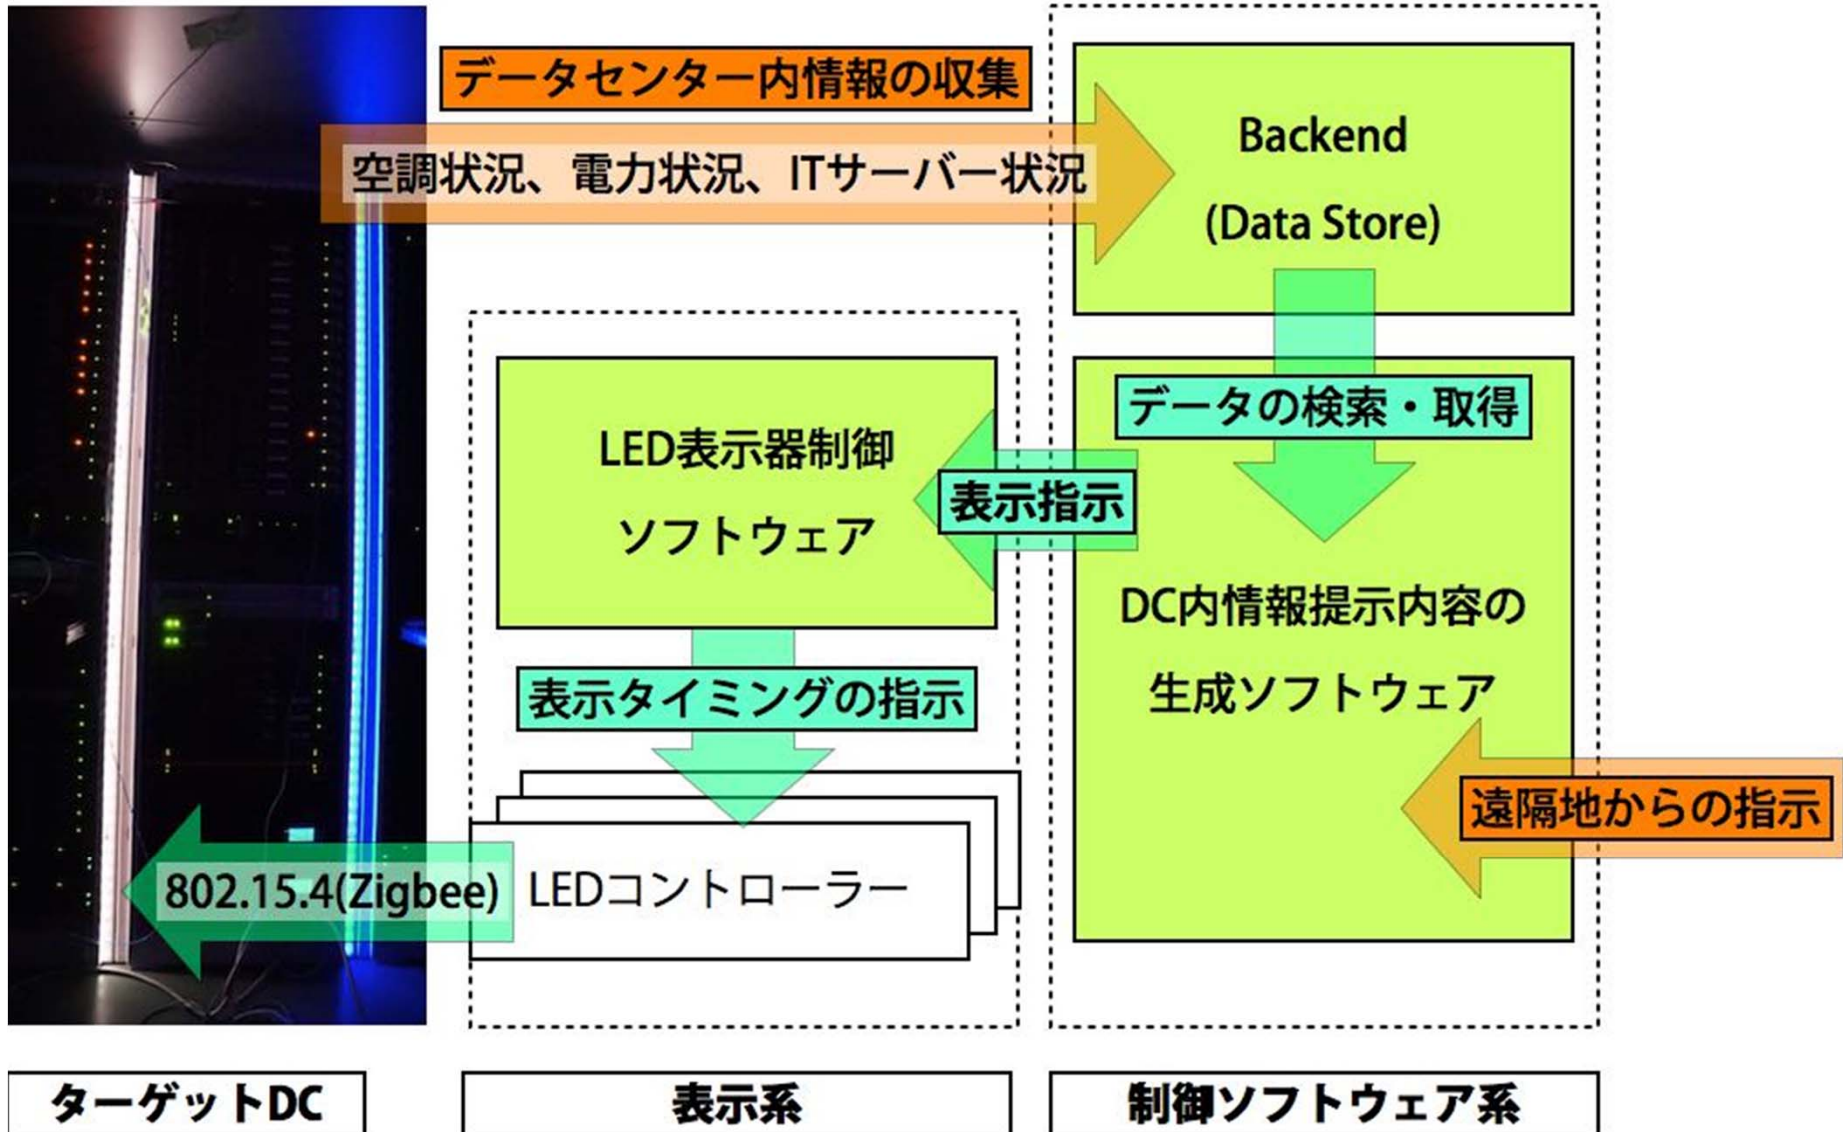 データセンター内情報の収集
空調状況、電力状況、ITサーバー状況
Backend
(Data Store)
データの検索・取得
LED表示器制御
ソフトウェア
表示指示
DC内情報提示内容の
生成ソフトウェア
表示タイミングの指示
遠隔地からの指示
802.15.4(Zigbee)
LEDコントローラー
ターゲットDC
表示系
制御ソフトウェア系